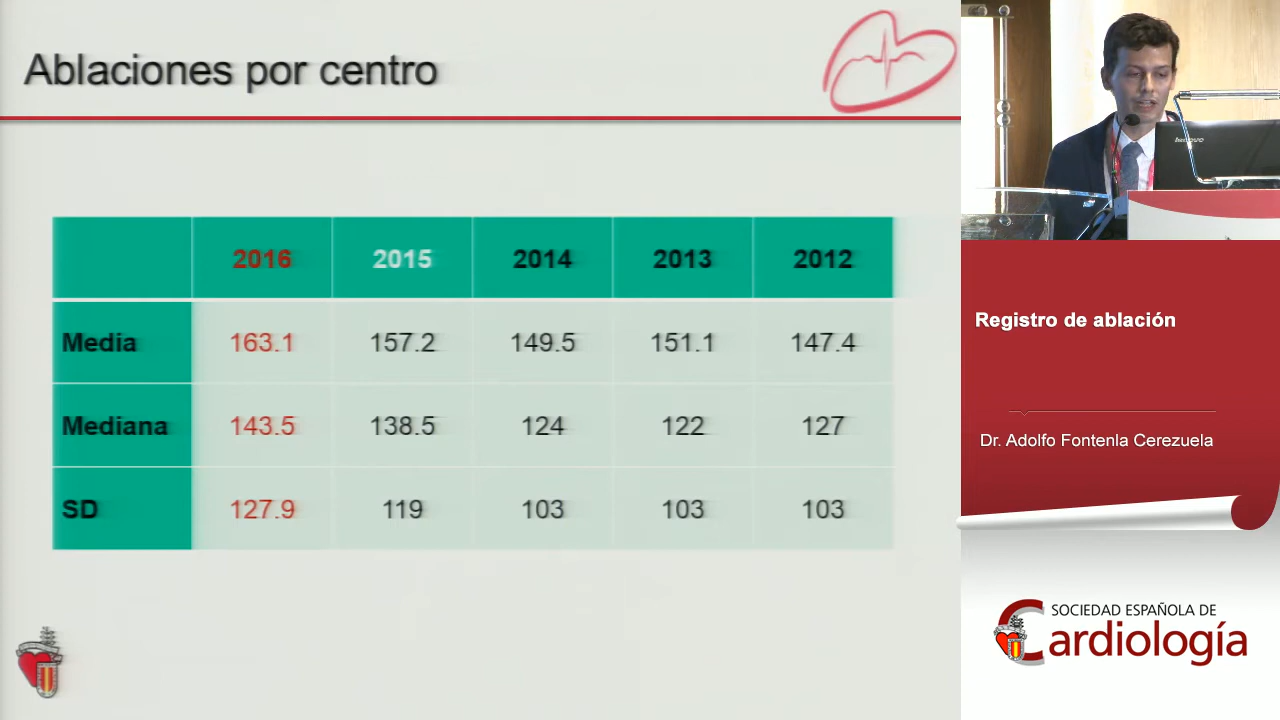 Ablaciones por centro
2016 2015 2014 2013 2012
Media 163.1 157.2 149.5 151.1 147.4
Mediana 143.5 138.5 124 122 127
SD 127.9 119 103 103 103
lenovo
Registro de ablación
Dr. Adolfo Fontenla Cerezuela
SOCIEDAD ESPAÑOLA DE
Cardiología